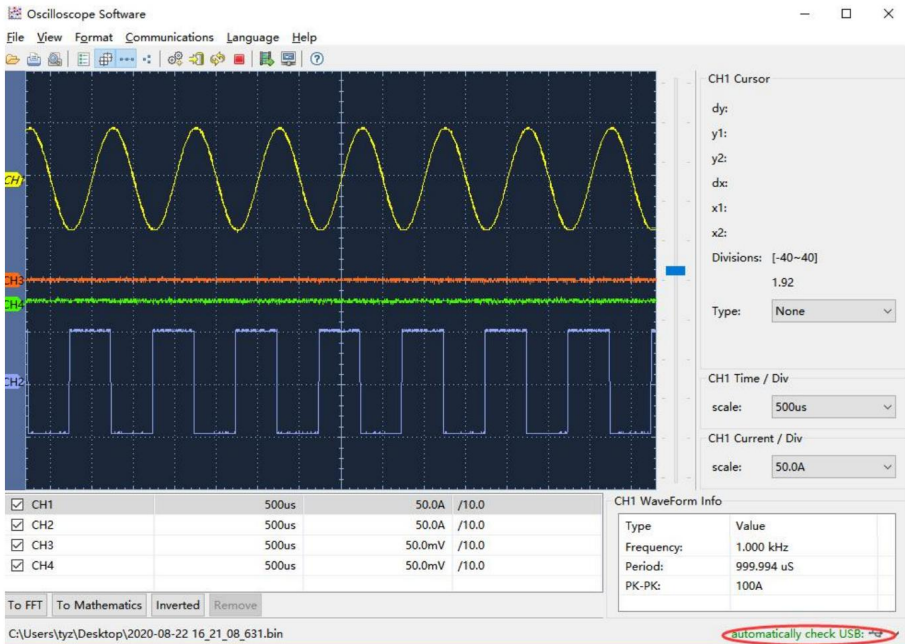 Oscilloscope Software
File View Format Communications Language Help
CH1 Cursor
dy:
y1:
y2:
dx:
x1:
x2:
Divisions: [-40~40]
1.92
Type: None
CH1 Time / Div
scale: 500us
CH1 Current / Div
scale: 50.0A
CH
CH3
CH4
CH2
CH1 500us 50.0A /10.0
CH2 500us 50.0A /10.0
CH3 500us 50.0mV /10.0
CH4 500us 50.0mV /10.0
CH1 WaveForm Info
Type Value
Frequency: 1.000 kHz
Period: 999.994 uS
PK-PK: 100A
To FFT To Mathematics Inverted Remove
C:\Users\tyz\Desktop\2020-08-22 16_21_08_631.bin
automatically check USB: